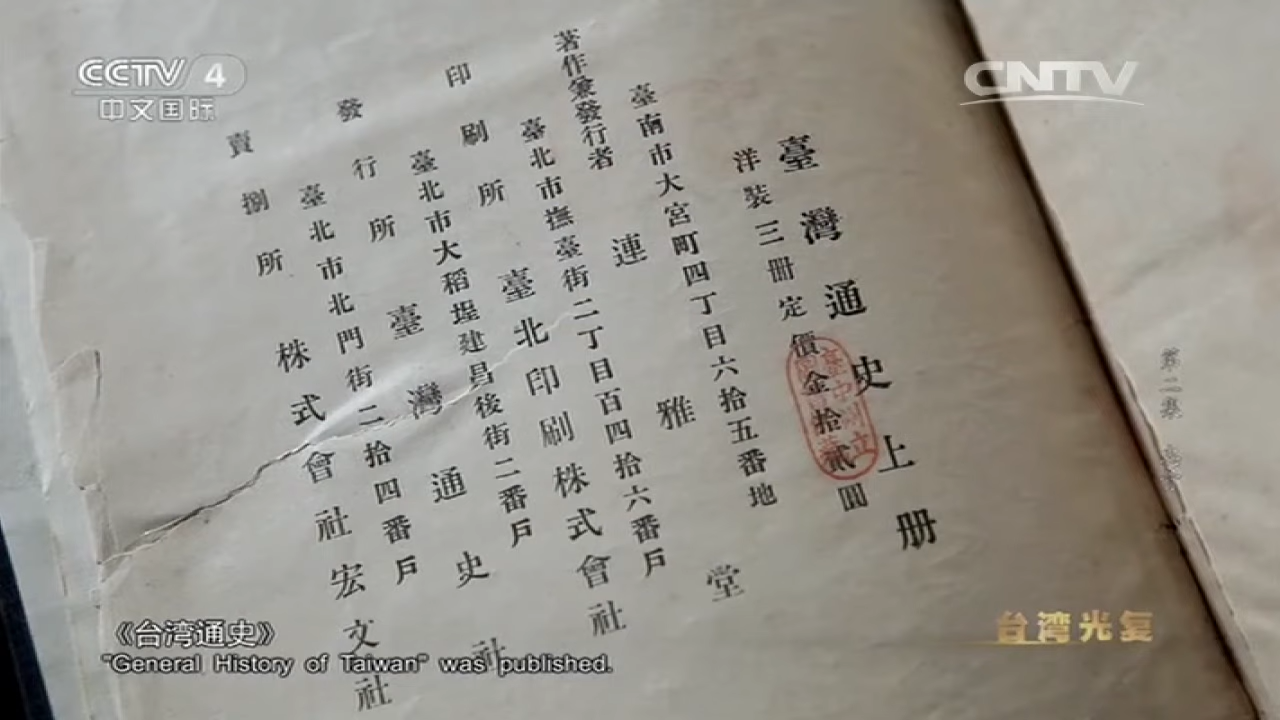 CCTV 4
中文国际
CNTV
臺灣通史上册
洋裝三册定價金拾貳圓
臺南市大宮町四丁目六拾五番地
著作兼發行者 連雅堂
臺北市撫臺街二丁目百四拾六番戶
印刷所 臺北印刷株式會社
臺北市大稻埕建昌後街二番戶
發行所 臺灣通史社
臺北市北門街二拾四番戶
賣捌所 株式會社宏文社
第二集
台湾光复
《台湾通史》
"General History of Taiwan" was published.